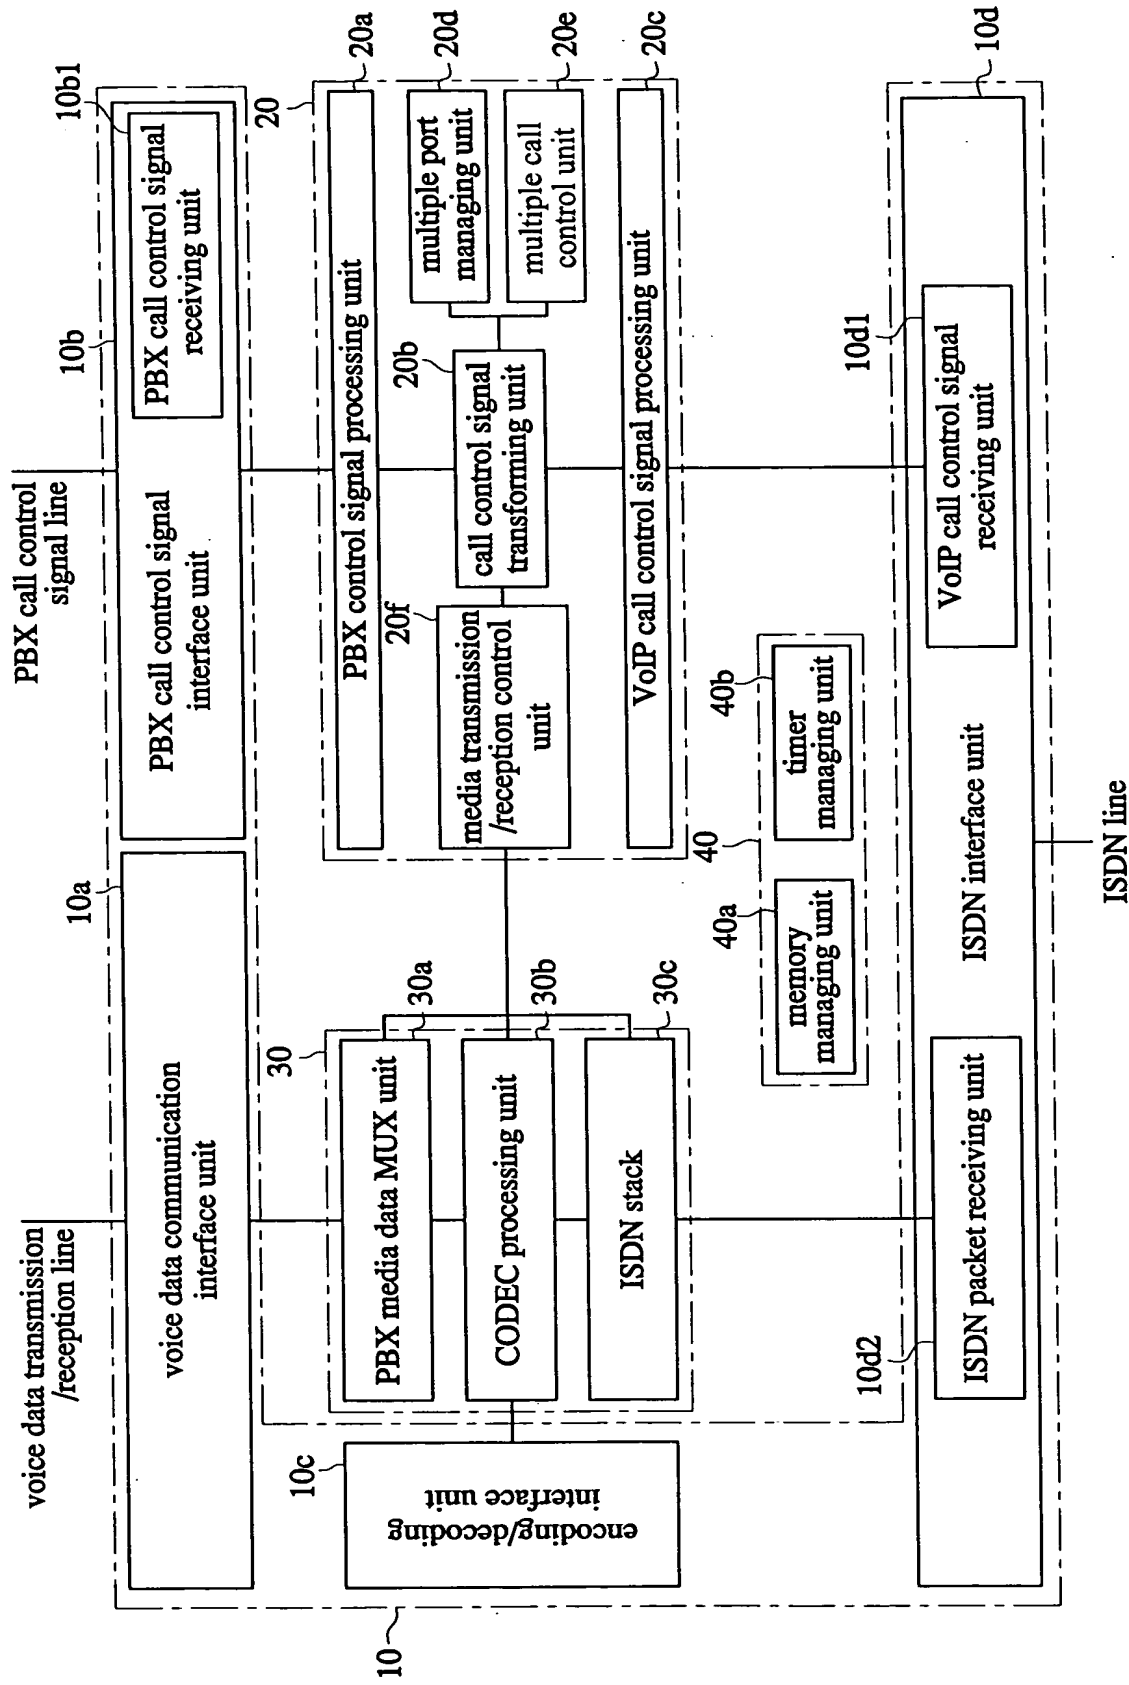 voice data transmission
/reception line
PBX call control
signal line
10
10a
voice data communication
interface unit
10b
PBX call control signal
interface unit
10b1
PBX call control signal
receiving unit
10c
encoding/decoding
interface unit
30
PBX media data MUX unit
30a
CODEC processing unit
30b
ISDN stack
30c
20
PBX control signal processing unit
20a
20f
media transmission
/reception control
unit
20b
call control signal
transforming unit
multiple port
managing unit
20d
multiple call
control unit
20e
VoIP call control signal processing unit
20c
40
40a
memory
managing unit
40b
timer
managing unit
10d
10d2
ISDN packet receiving unit
ISDN interface unit
10d1
VoIP call control signal
receiving unit
ISDN line